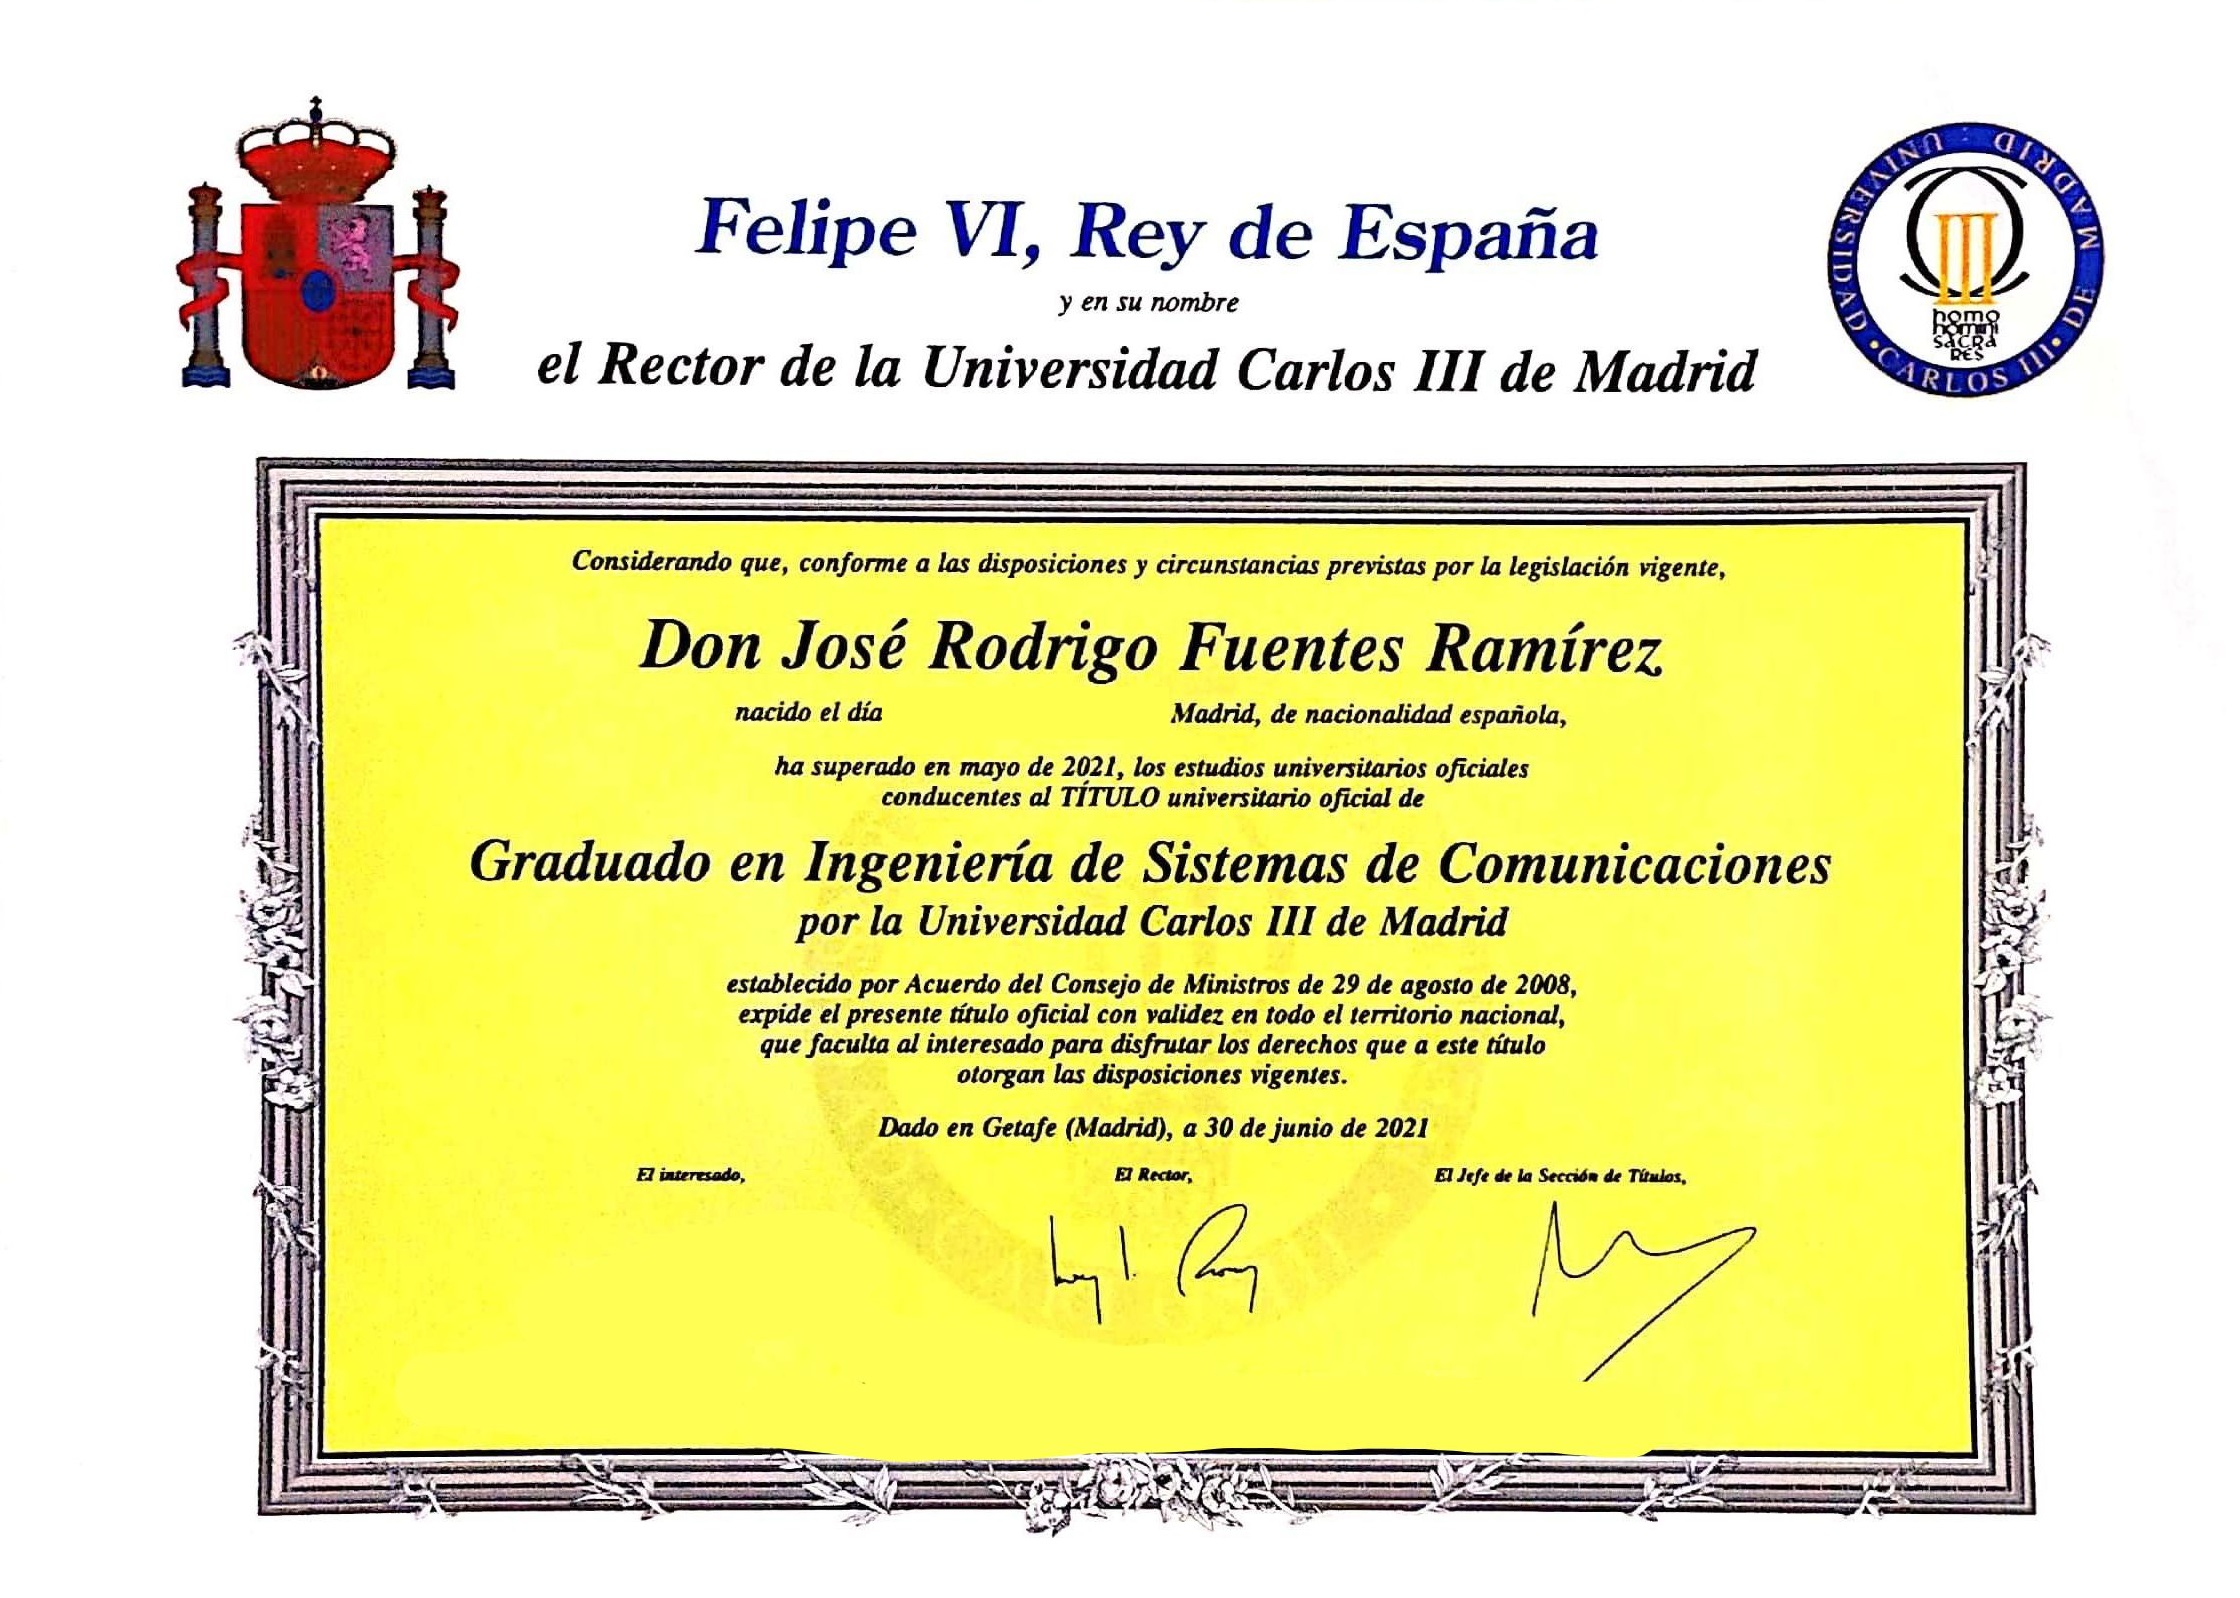 Felipe VI, Rey de España
y en su nombre
el Rector de la Universidad Carlos III de Madrid
UNIVERSIDAD · CARLOS III · DE MADRID
III
homo
homini
SACRA
RES
Considerando que, conforme a las disposiciones y circunstancias previstas por la legislación vigente,
Don José Rodrigo Fuentes Ramírez
nacido el día Madrid, de nacionalidad española,
ha superado en mayo de 2021, los estudios universitarios oficiales
conducentes al TÍTULO universitario oficial de
Graduado en Ingeniería de Sistemas de Comunicaciones
por la Universidad Carlos III de Madrid
establecido por Acuerdo del Consejo de Ministros de 29 de agosto de 2008,
expide el presente título oficial con validez en todo el territorio nacional,
que faculta al interesado para disfrutar los derechos que a este título
otorgan las disposiciones vigentes.
Dado en Getafe (Madrid), a 30 de junio de 2021
El interesado, El Rector, El Jefe de la Sección de Títulos,